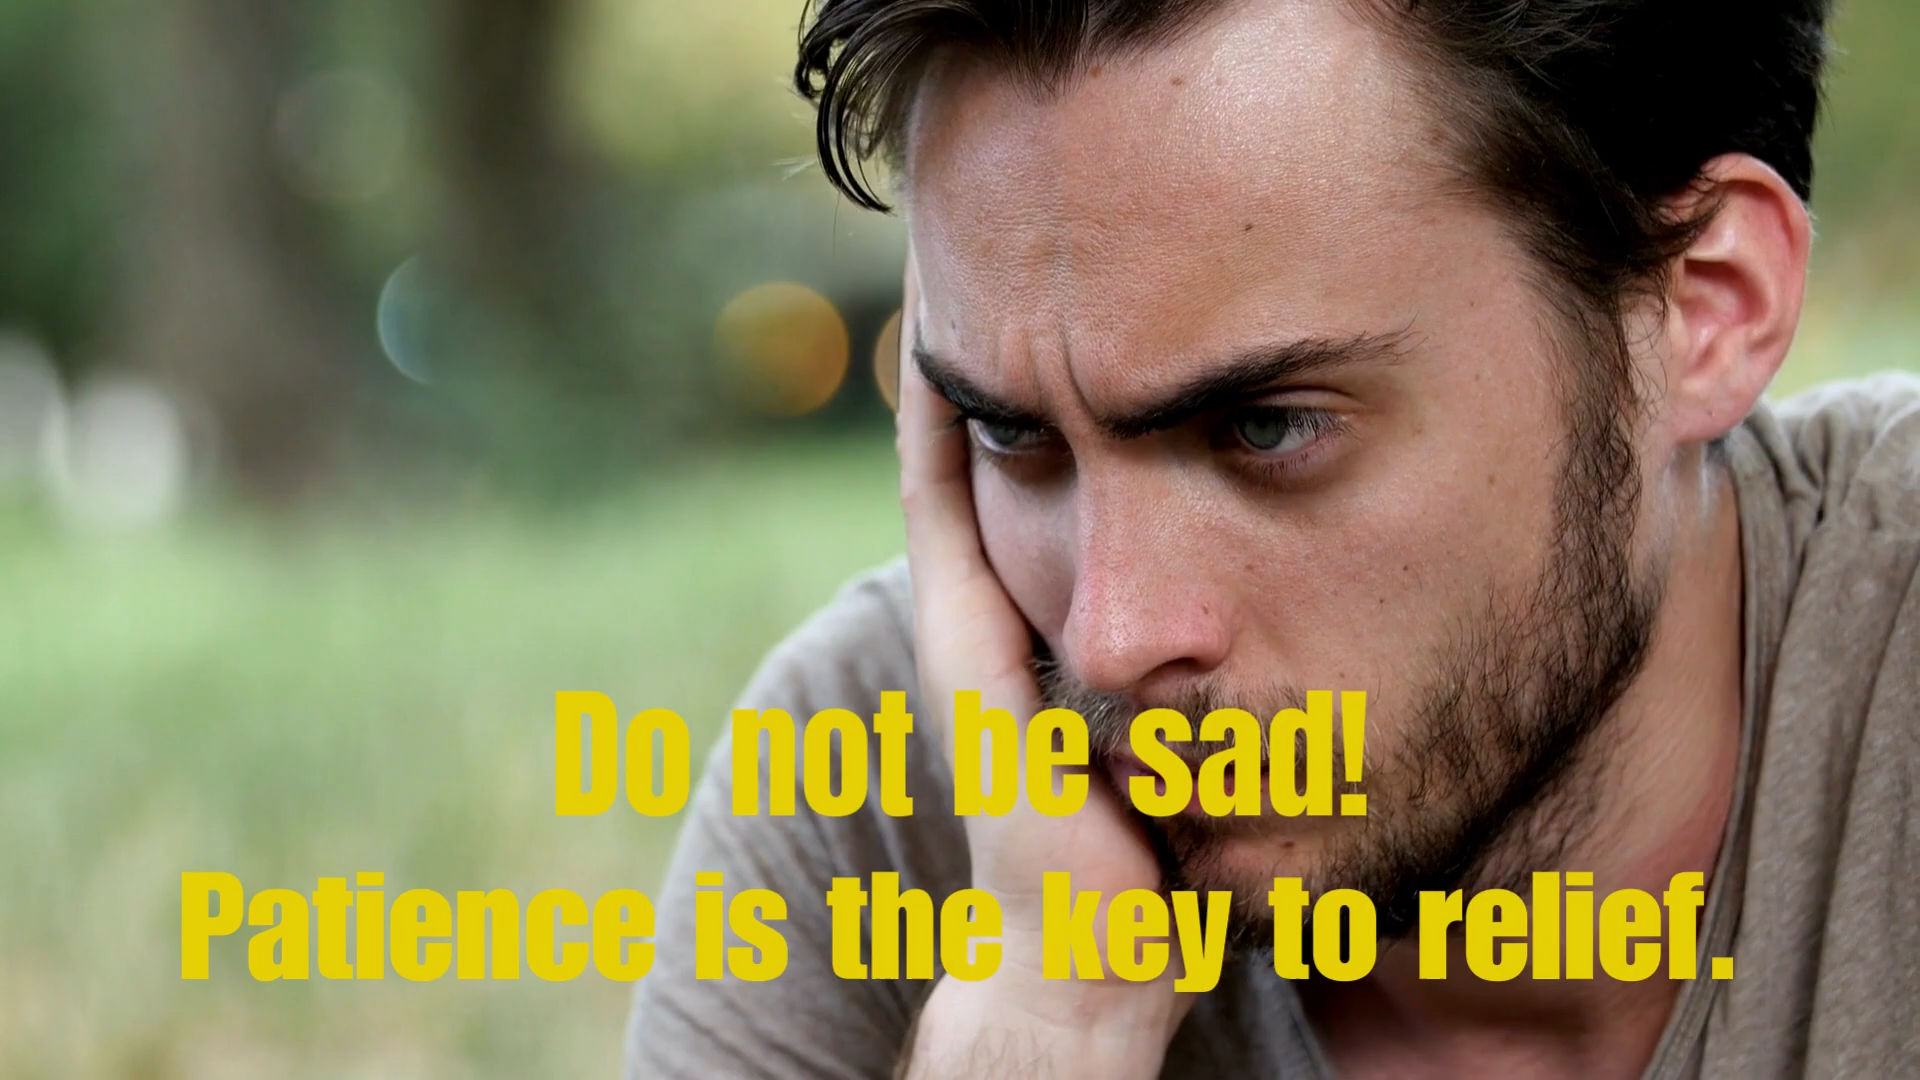 Do not be sad!
Patience is the key to relief.